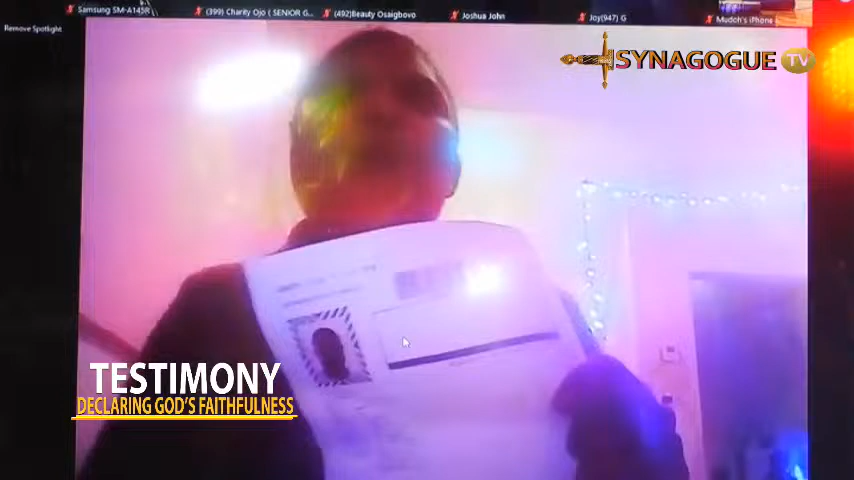 Samsung SM-A145R
(399) Charity Ojo ( SENIOR G...
(492)Beauty Osaigbovo
Joshua John
Joy(947) G
Mudch's iPhone
Remove Spotlight
SYNAGOGUE TV
TESTIMONY
DECLARING GOD'S FAITHFULNESS